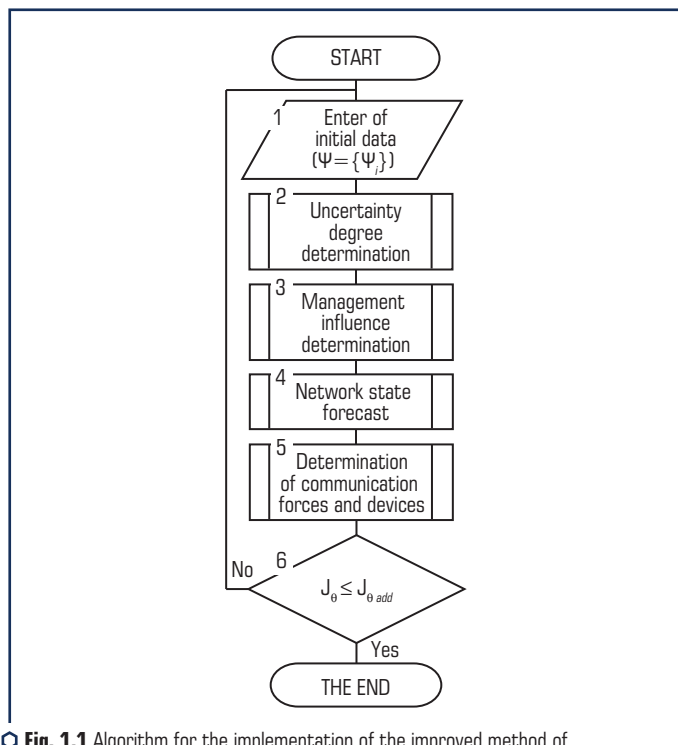 START
1
Enter of
initial data
(Ψ={Ψi})
2
Uncertainty
degree
determination
3
Management
influence
determination
4
Network state
forecast
5
Determination
of communication
forces and devices
6
No
Jθ ≤ Jθ add
Yes
THE END
Fig. 1.1 Algorithm for the implementation of the improved method of